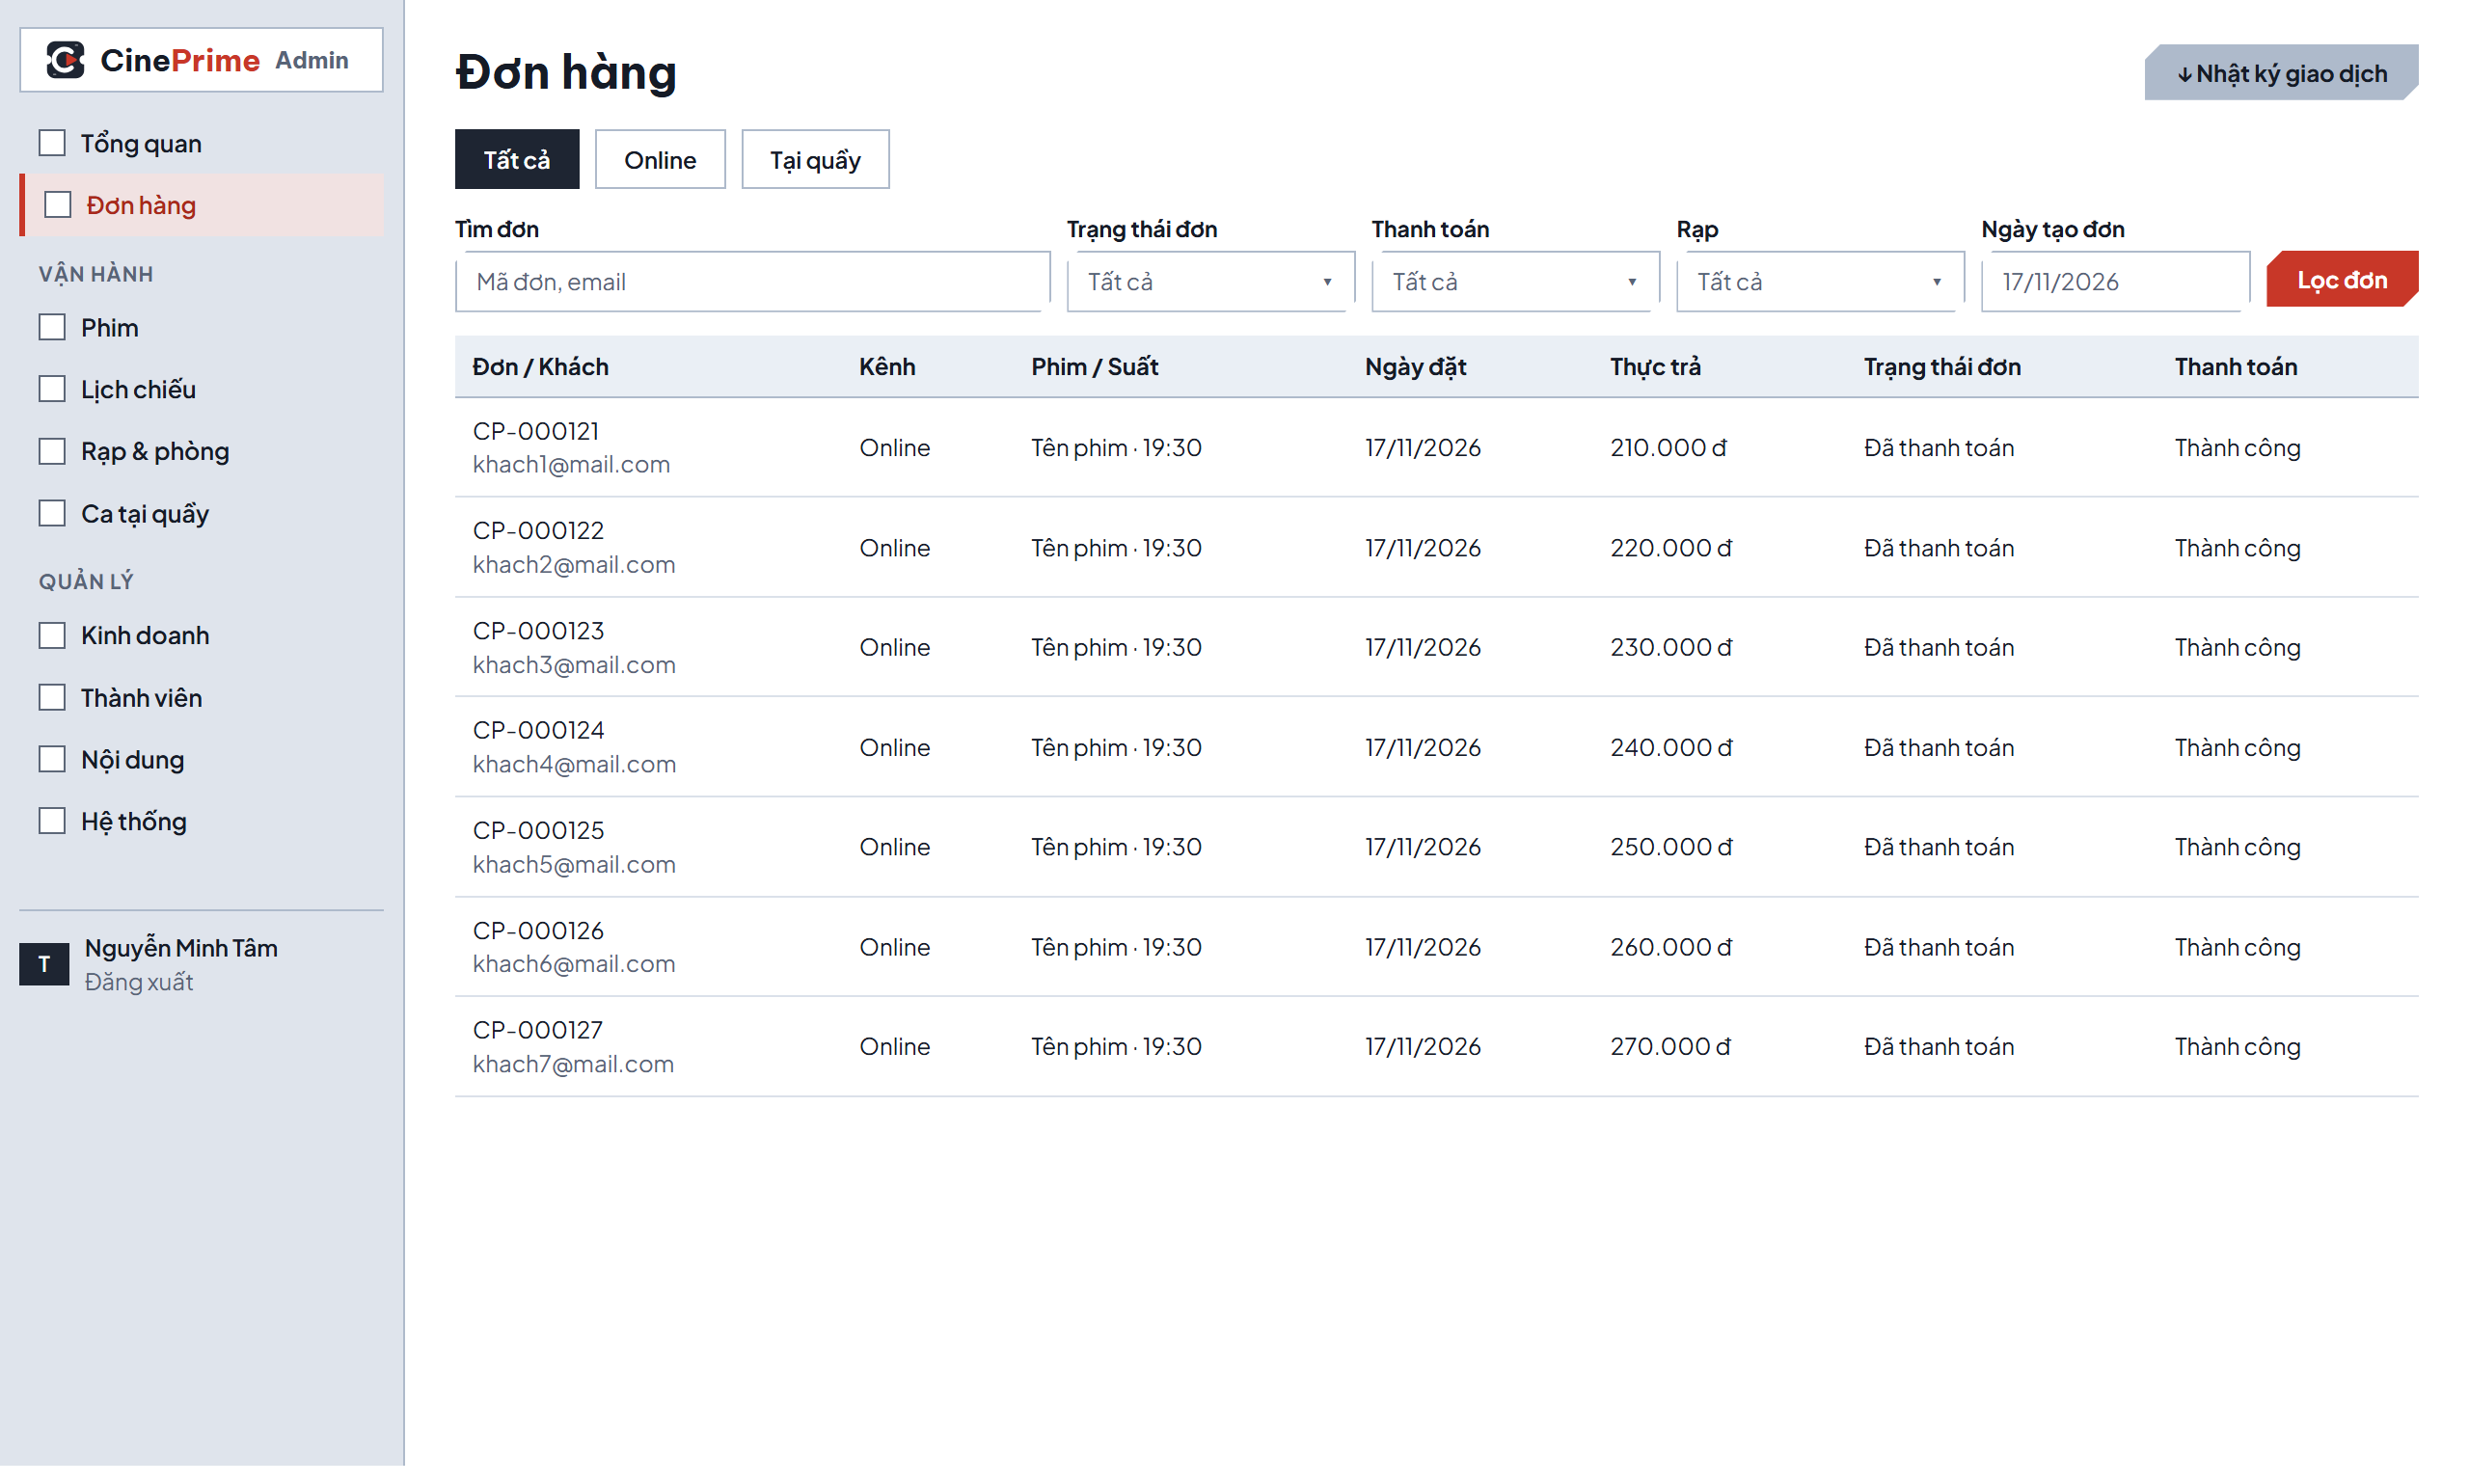 CinePrime Admin
Tổng quan
Đơn hàng
VẬN HÀNH
Phim
Lịch chiếu
Rạp & phòng
Ca tại quầy
QUẢN LÝ
Kinh doanh
Thành viên
Nội dung
Hệ thống
T
Nguyễn Minh Tâm
Đăng xuất
Đơn hàng
↓ Nhật ký giao dịch
Tất cả Online Tại quầy
Tìm đơn Trạng thái đơn Thanh toán Rạp Ngày tạo đơn
Mã đơn, email Tất cả Tất cả Tất cả 17/11/2026 Lọc đơn
Đơn / Khách Kênh Phim / Suất Ngày đặt Thực trả Trạng thái đơn Thanh toán
CP-000121
khach1@mail.com
Online Tên phim · 19:30 17/11/2026 210.000 đ Đã thanh toán Thành công
CP-000122
khach2@mail.com
Online Tên phim · 19:30 17/11/2026 220.000 đ Đã thanh toán Thành công
CP-000123
khach3@mail.com
Online Tên phim · 19:30 17/11/2026 230.000 đ Đã thanh toán Thành công
CP-000124
khach4@mail.com
Online Tên phim · 19:30 17/11/2026 240.000 đ Đã thanh toán Thành công
CP-000125
khach5@mail.com
Online Tên phim · 19:30 17/11/2026 250.000 đ Đã thanh toán Thành công
CP-000126
khach6@mail.com
Online Tên phim · 19:30 17/11/2026 260.000 đ Đã thanh toán Thành công
CP-000127
khach7@mail.com
Online Tên phim · 19:30 17/11/2026 270.000 đ Đã thanh toán Thành công